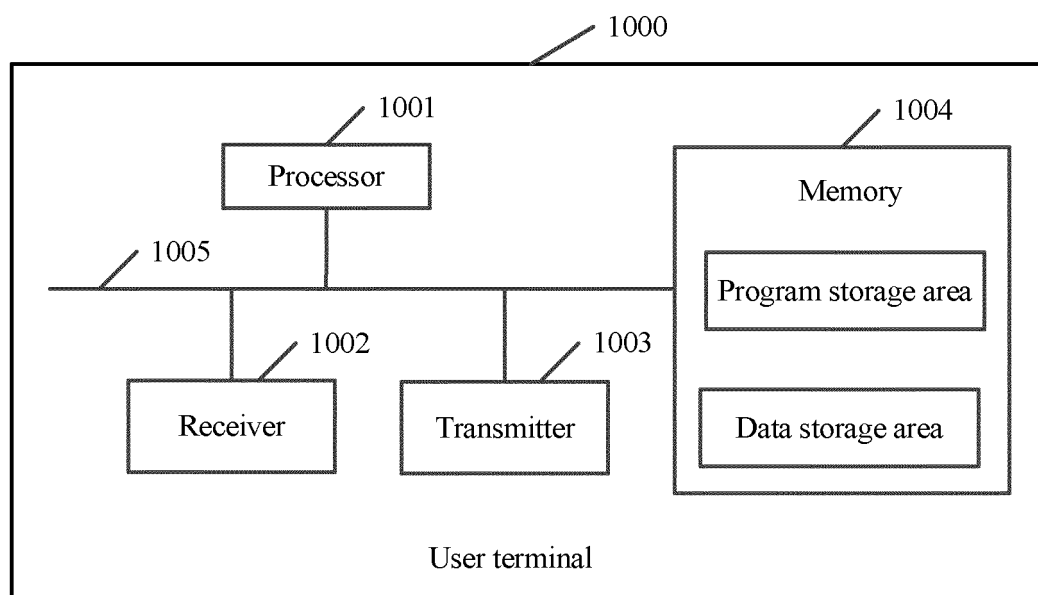 1000
1001
1004
Processor
Memory
1005
Program storage area
1002
1003
Receiver
Transmitter
Data storage area
User terminal